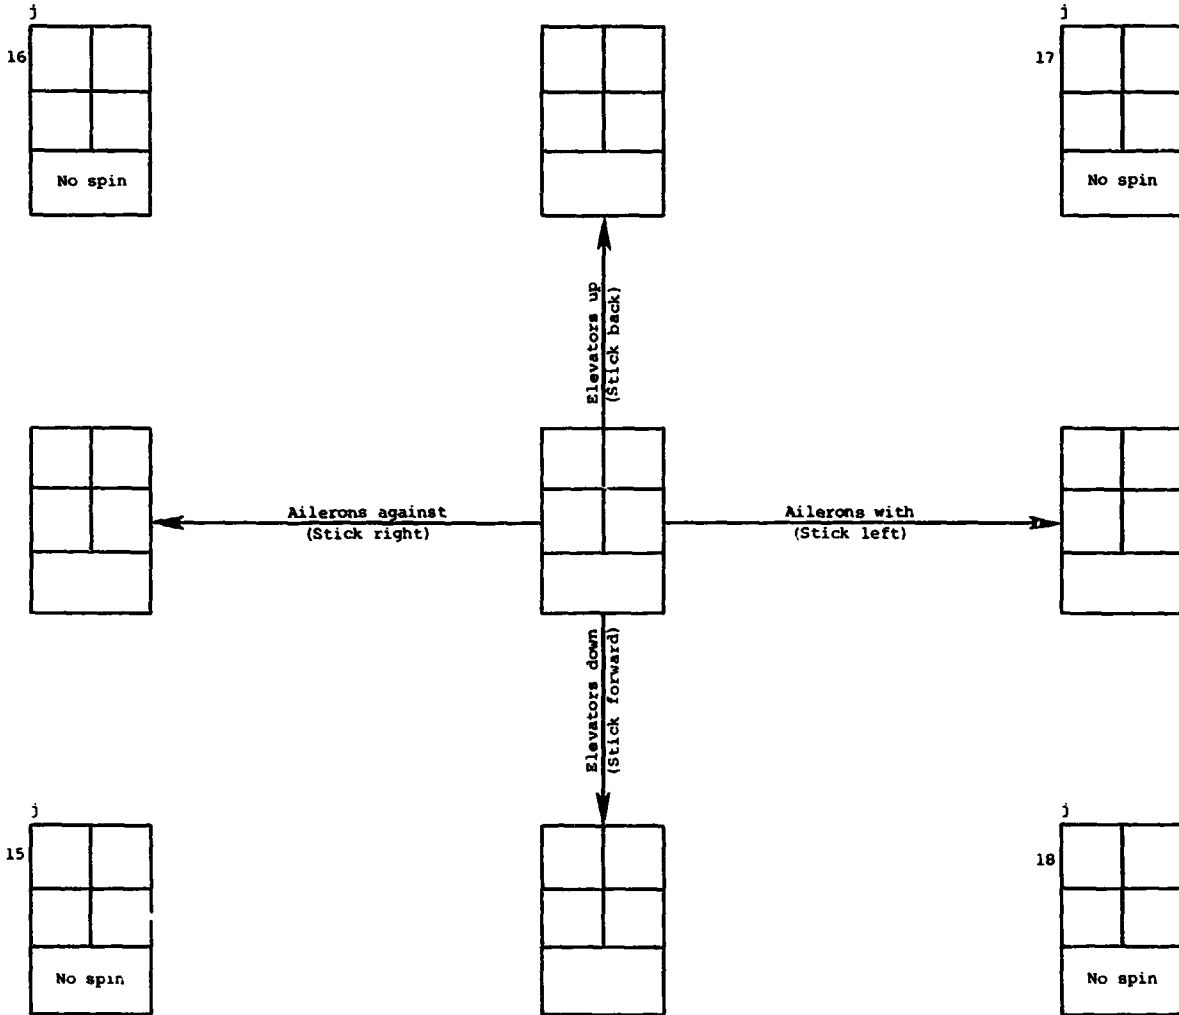 j
j
16
17
No spin
No spin
Elevators up
(Stick back)
Ailerons against
(Stick right)
Ailerons with
(Stick left)
Elevators down
(Stick forward)
j
j
15
18
No spin
No spin